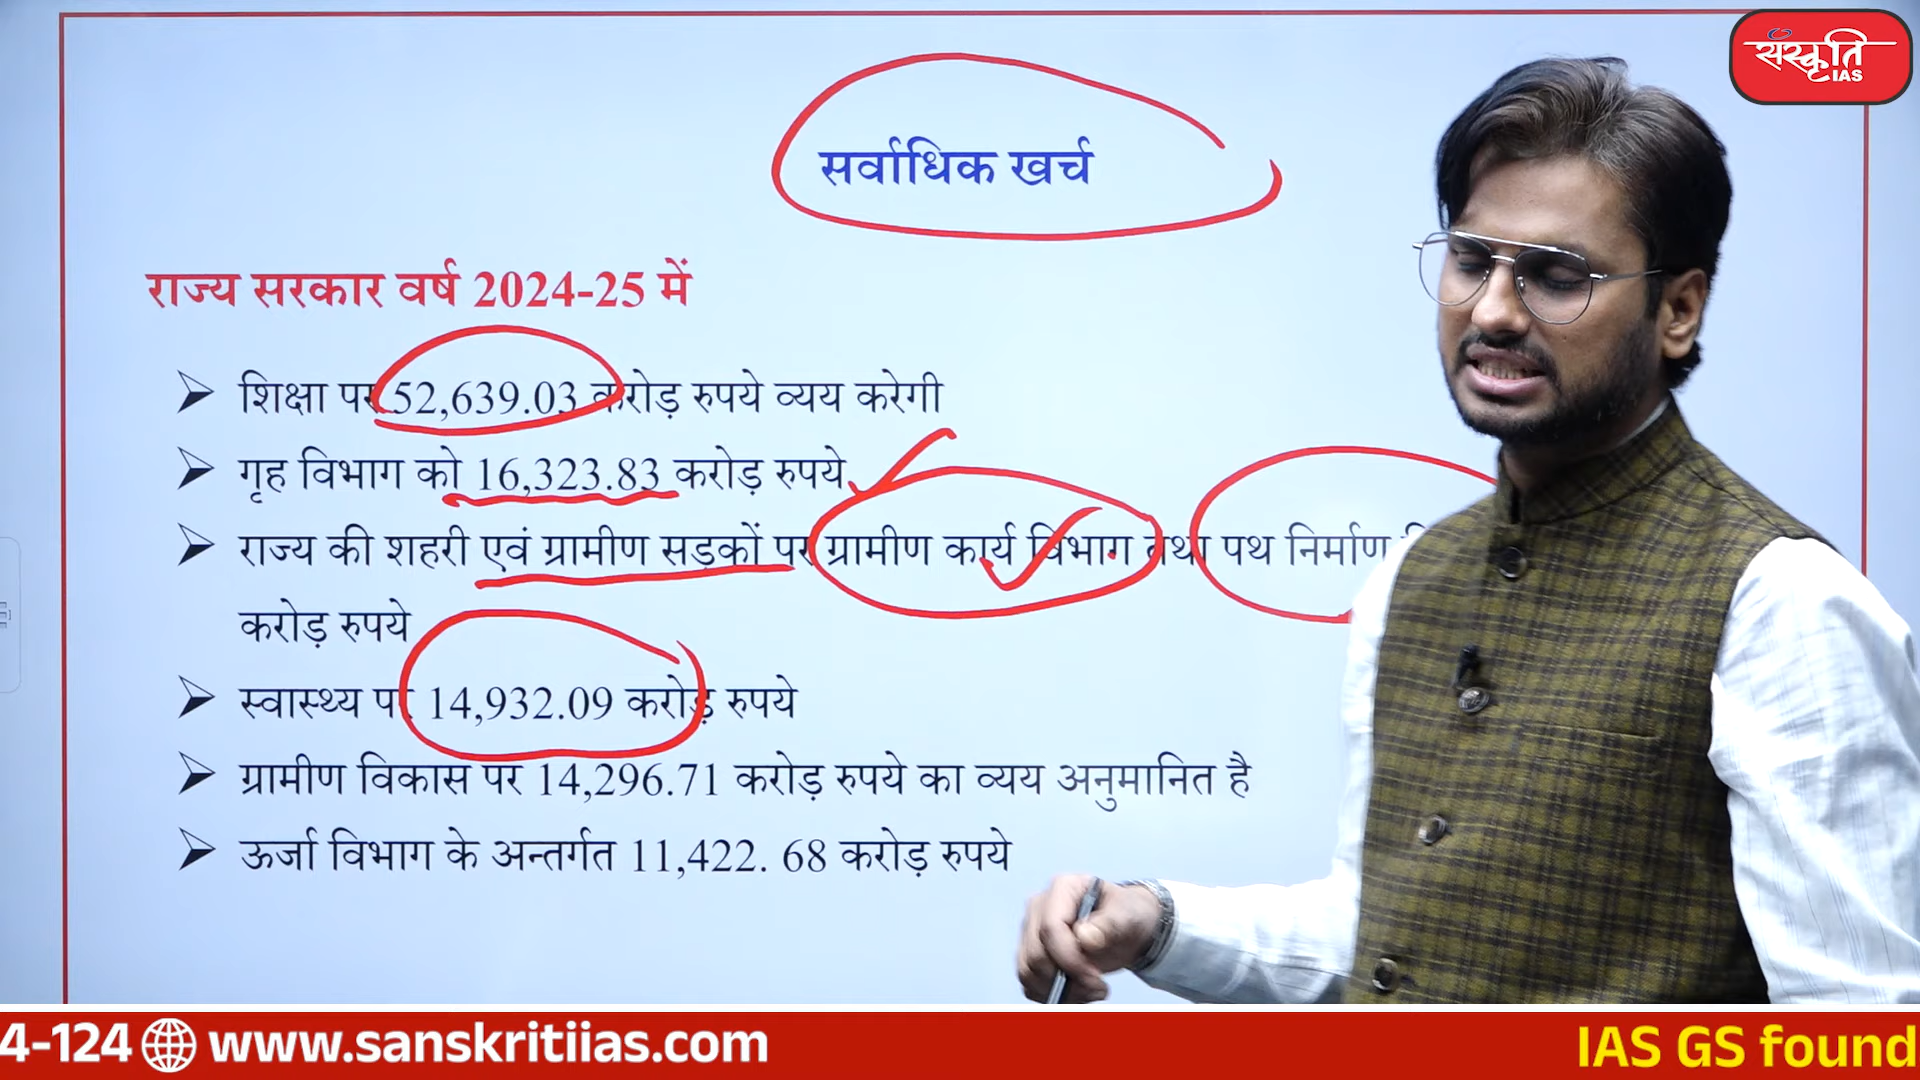 संस्कृति
IAS
सर्वाधिक खर्च
राज्य सरकार वर्ष 2024-25 में
शिक्षा पर 52,639.03 करोड़ रुपये व्यय करेगी
गृह विभाग को 16,323.83 करोड़ रुपये
राज्य की शहरी एवं ग्रामीण सड़कों पर ग्रामीण कार्य विभाग तथा पथ निर्माण
करोड़ रुपये
स्वास्थ्य पर 14,932.09 करोड़ रुपये
ग्रामीण विकास पर 14,296.71 करोड़ रुपये का व्यय अनुमानित है
ऊर्जा विभाग के अन्तर्गत 11,422. 68 करोड़ रुपये
4-124 www.sanskritiias.com IAS GS found